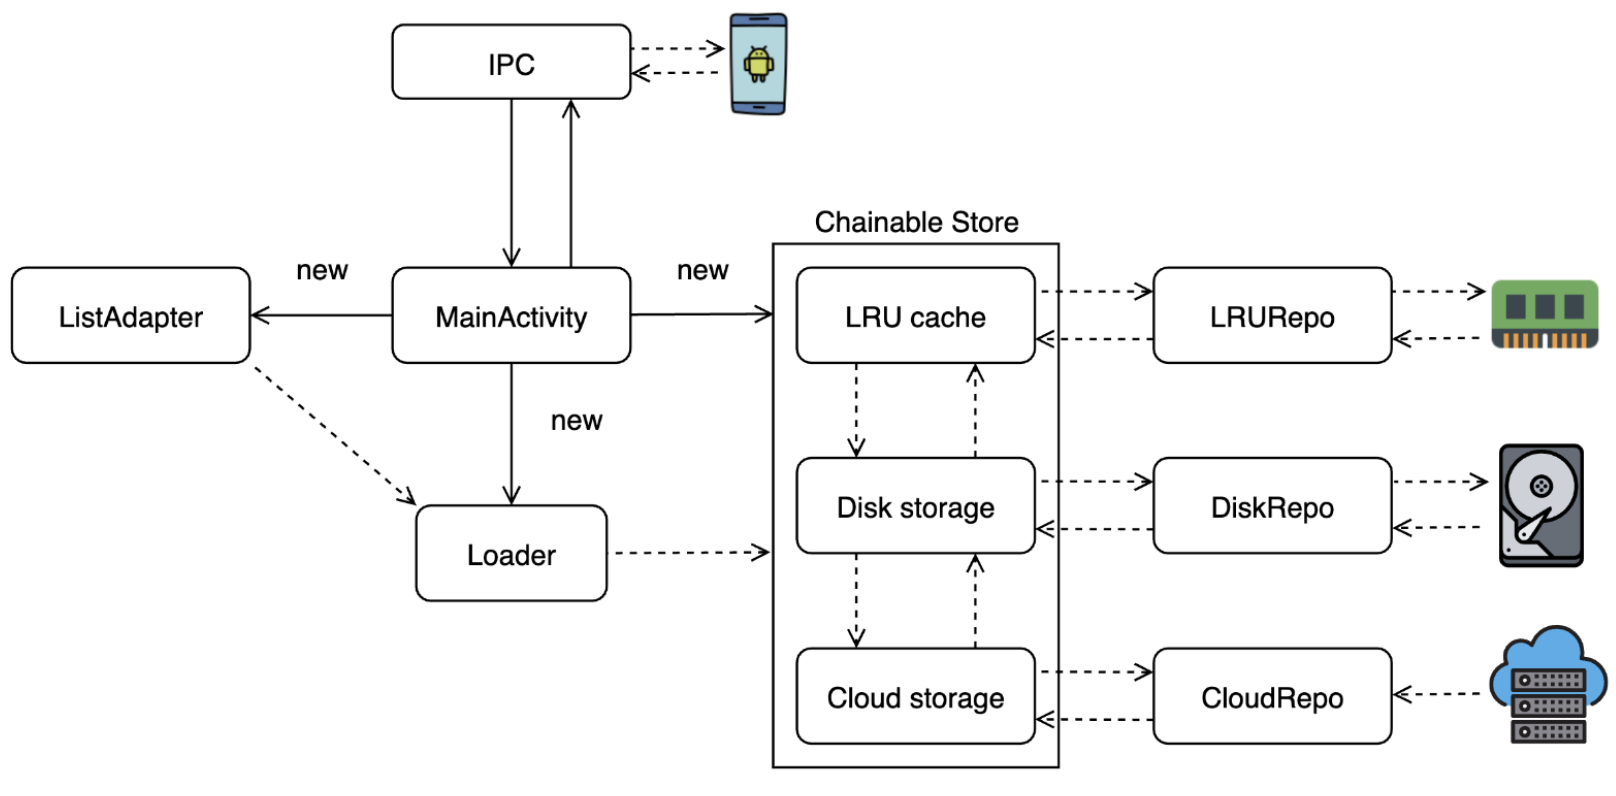 IPC
Chainable Store
new
new
ListAdapter
MainActivity
LRU cache
LRURepo
new
Disk storage
DiskRepo
Loader
Cloud storage
CloudRepo